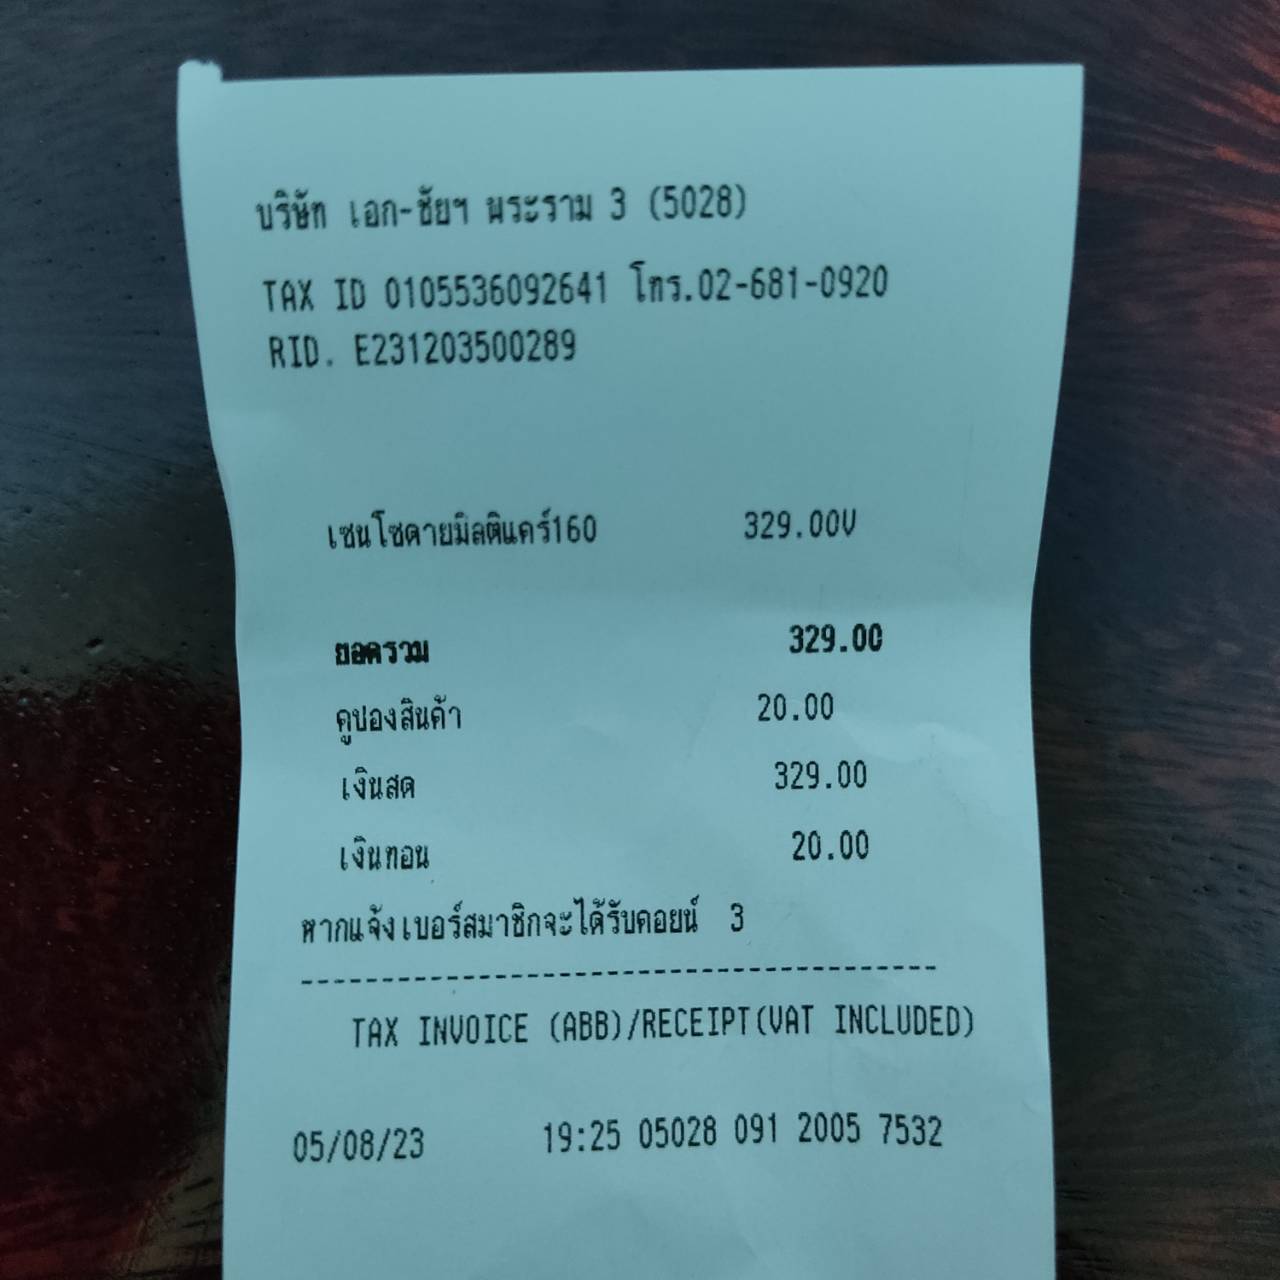 บริษัท เอก-ชัยฯ พระราม 3 (5028)
TAX ID 0105536092641 โทร.02-681-0920
RID. E231203500289
เซนโซดายมิลติแคร์160 329.00V
ยอดรวม 329.00
คูปองสินค้า 20.00
เงินสด 329.00
เงินทอน 20.00
หากแจ้งเบอร์สมาชิกจะได้รับคอยน์ 3
TAX INVOICE (ABB)/RECEIPT(VAT INCLUDED)
05/08/23 19:25 05028 091 2005 7532